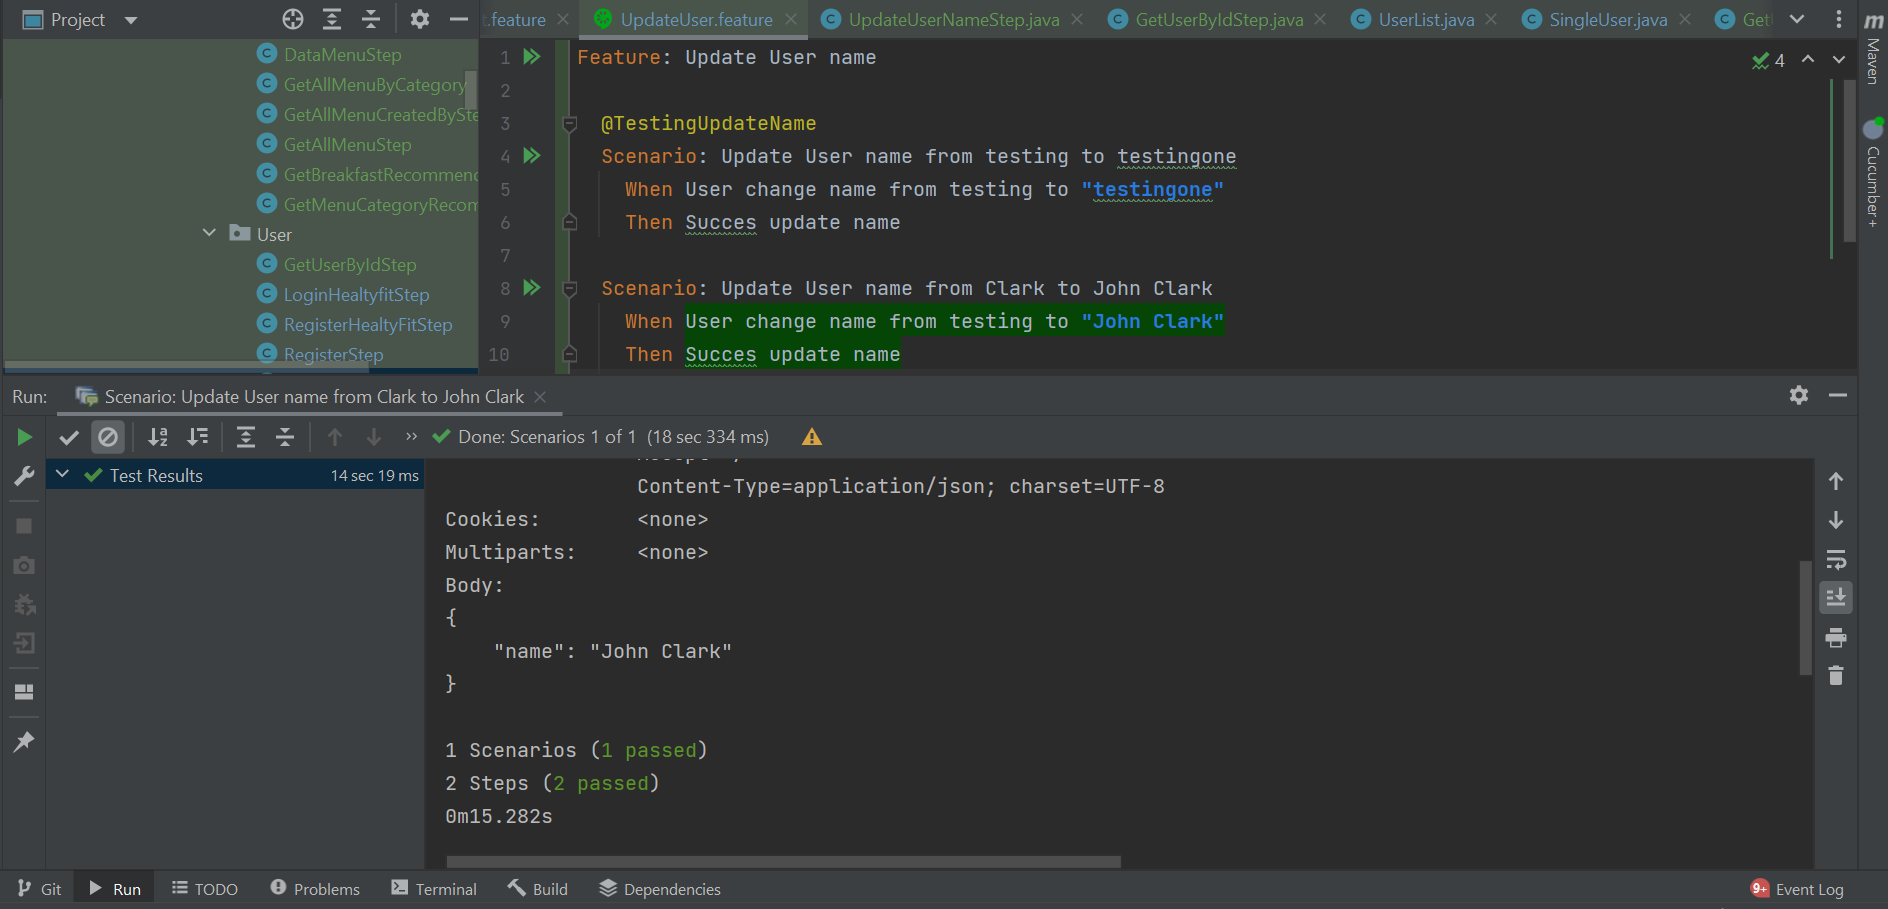 Project
t.feature
UpdateUser.feature
UpdateUserNameStep.java
GetUserByIdStep.java
UserList.java
SingleUser.java
Get
DataMenuStep
GetAllMenuByCategory
GetAllMenuCreatedBySte
GetAllMenuStep
GetBreakfastRecommend
GetMenuCategoryRecom
User
GetUserByIdStep
LoginHealtyfitStep
RegisterHealtyFitStep
RegisterStep
1 Feature: Update User name
2
3 @TestingUpdateName
4 Scenario: Update User name from testing to testingone
5 When User change name from testing to "testingone"
6 Then Succes update name
7
8 Scenario: Update User name from Clark to John Clark
9 When User change name from testing to "John Clark"
10 Then Succes update name
4
m
Maven
Cucumber+
Run: Scenario: Update User name from Clark to John Clark
Done: Scenarios 1 of 1 (18 sec 334 ms)
Test Results 14 sec 19 ms
Content-Type=application/json; charset=UTF-8
Cookies: <none>
Multiparts: <none>
Body:
{
"name": "John Clark"
}
1 Scenarios (1 passed)
2 Steps (2 passed)
0m15.282s
Git
Run
TODO
Problems
Terminal
Build
Dependencies
9+ Event Log